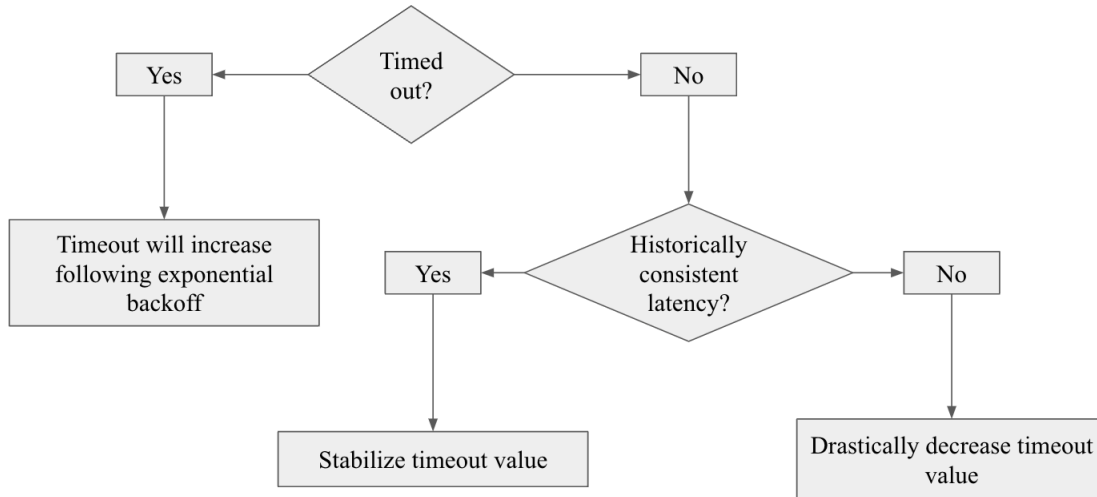 Timed
out?
Yes
No
Timeout will increase
following exponential
backoff
Historically
consistent
latency?
Yes
No
Stabilize timeout value
Drastically decrease timeout
value